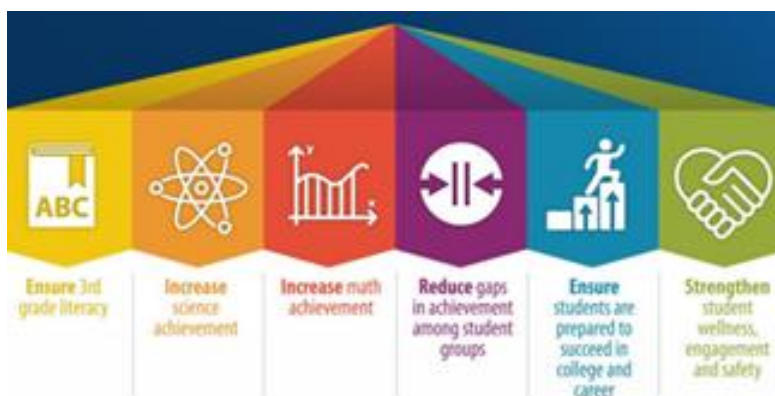 ABC
Y
x
Ensure 3rd
grade literacy
Increase
science
achievement
Increase math
achievement
Reduce gaps
in achievement
among student
groups
Ensure
students are
prepared to
succeed in
college and
career
Strengthen
student
wellness,
engagement
and safety